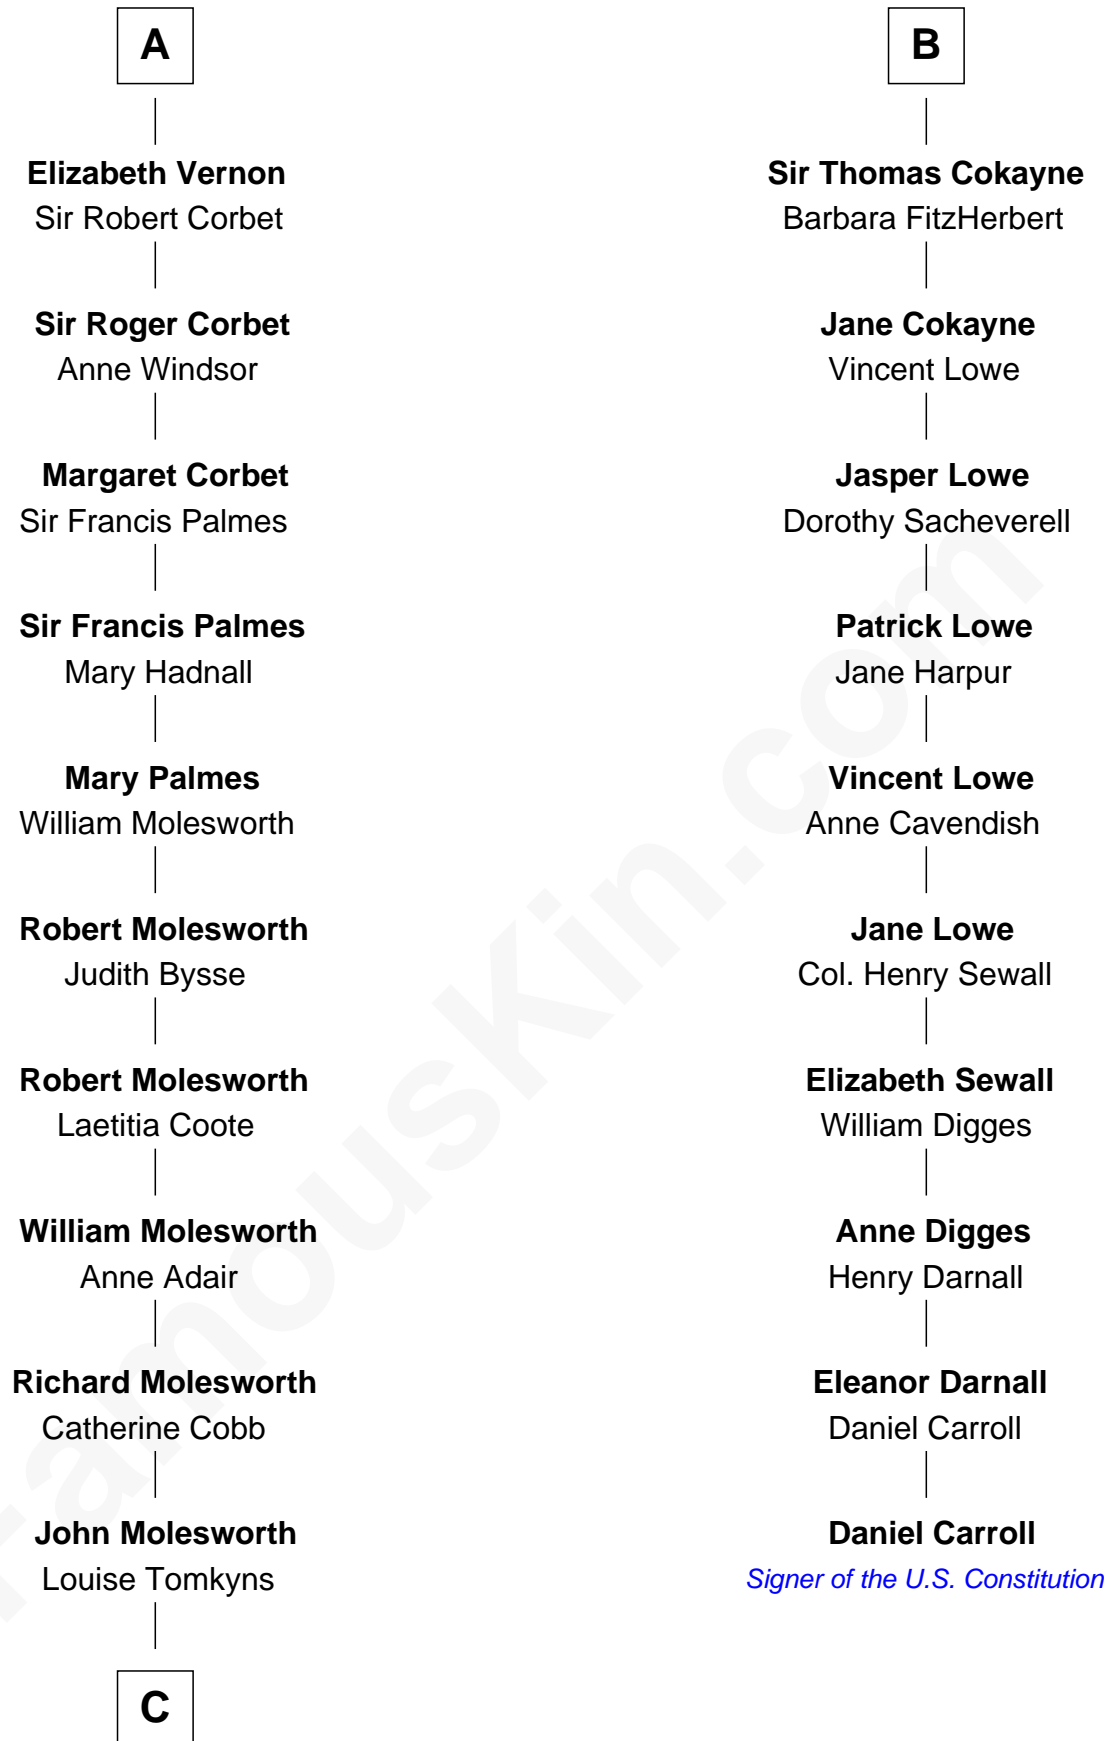 A
Elizabeth Vernon
Sir Robert Corbet
Sir Roger Corbet
Anne Windsor
Margaret Corbet
Sir Francis Palmes
Sir Francis Palmes
Mary Hadnall
Mary Palmes
William Molesworth
Robert Molesworth
Judith Bysse
Robert Molesworth
Laetitia Coote
William Molesworth
Anne Adair
Richard Molesworth
Catherine Cobb
John Molesworth
Louise Tomkyns
C
B
Sir Thomas Cokayne
Barbara FitzHerbert
Jane Cokayne
Vincent Lowe
Jasper Lowe
Dorothy Sacheverell
Patrick Lowe
Jane Harpur
Vincent Lowe
Anne Cavendish
Jane Lowe
Col. Henry Sewall
Elizabeth Sewall
William Digges
Anne Digges
Henry Darnall
Eleanor Darnall
Daniel Carroll
Daniel Carroll
Signer of the U.S. Constitution
FamousKin.com